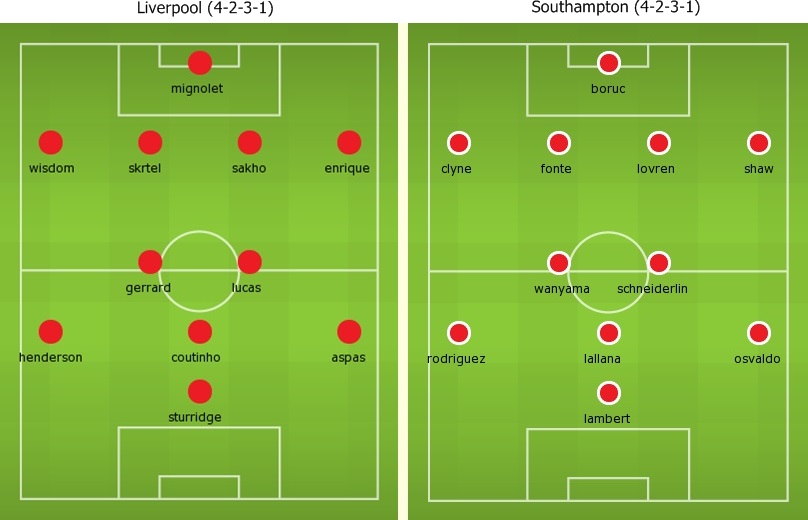 Liverpool (4-2-3-1)
mignolet
wisdom skrtel sakho enrique
gerrard lucas
henderson coutinho aspas
sturridge
Southampton (4-2-3-1)
boruc
clyne fonte lovren shaw
wanyama schneiderlin
rodriguez lallana osvaldo
lambert